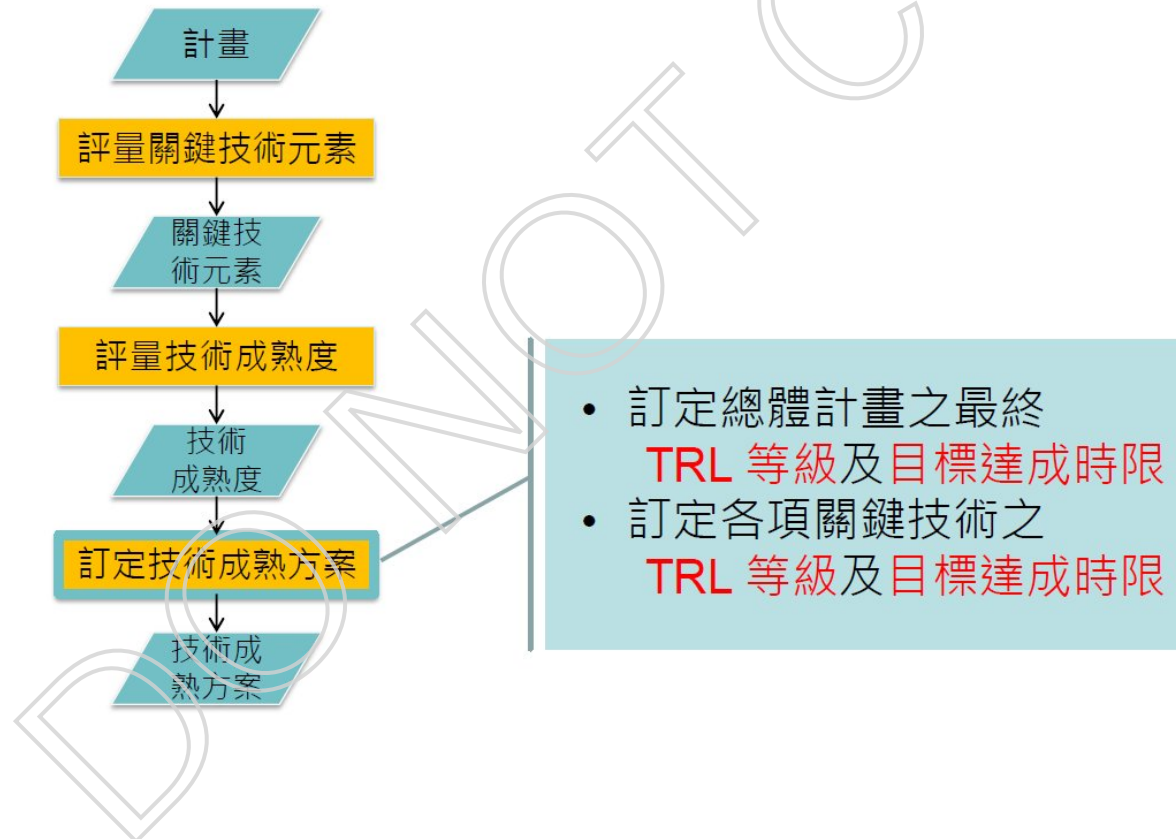 計畫
評量關鍵技術元素
關鍵技
術元素
評量技術成熟度
技術
成熟度
訂定技術成熟方案
技術成
熟方案
• 訂定總體計畫之最終
TRL 等級及目標達成時限
• 訂定各項關鍵技術之
TRL 等級及目標達成時限
DO NOT C